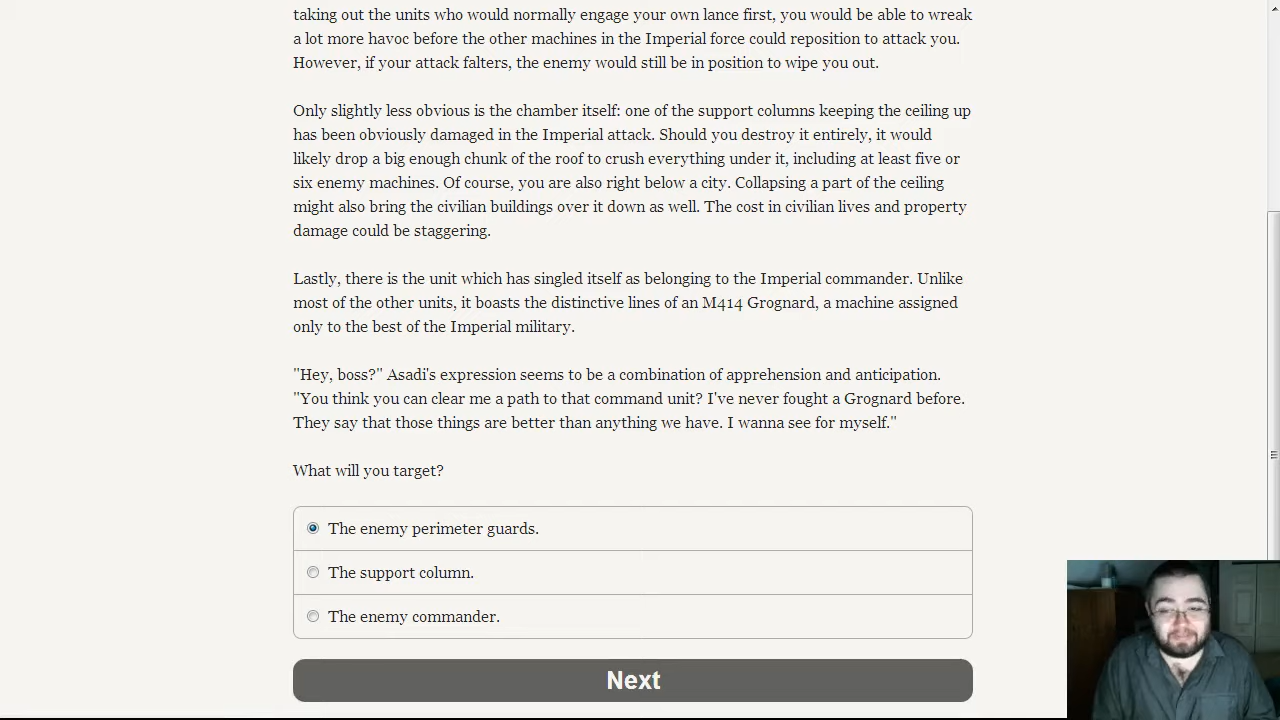 taking out the units who would normally engage your own lance first, you would be able to wreak
a lot more havoc before the other machines in the Imperial force could reposition to attack you.
However, if your attack falters, the enemy would still be in position to wipe you out.
Only slightly less obvious is the chamber itself: one of the support columns keeping the ceiling up
has been obviously damaged in the Imperial attack. Should you destroy it entirely, it would
likely drop a big enough chunk of the roof to crush everything under it, including at least five or
six enemy machines. Of course, you are also right below a city. Collapsing a part of the ceiling
might also bring the civilian buildings over it down as well. The cost in civilian lives and property
damage could be staggering.
Lastly, there is the unit which has singled itself as belonging to the Imperial commander. Unlike
most of the other units, it boasts the distinctive lines of an M414 Grognard, a machine assigned
only to the best of the Imperial military.
"Hey, boss?" Asadi's expression seems to be a combination of apprehension and anticipation.
"You think you can clear me a path to that command unit? I've never fought a Grognard before.
They say that those things are better than anything we have. I wanna see for myself."
What will you target?
The enemy perimeter guards.
The support column.
The enemy commander.
Next